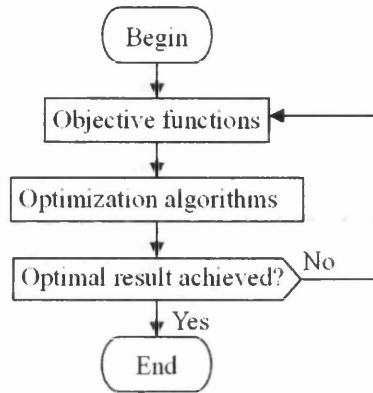 Begin
Objective functions
Optimization algorithms
Optimal result achieved?
No
Yes
End